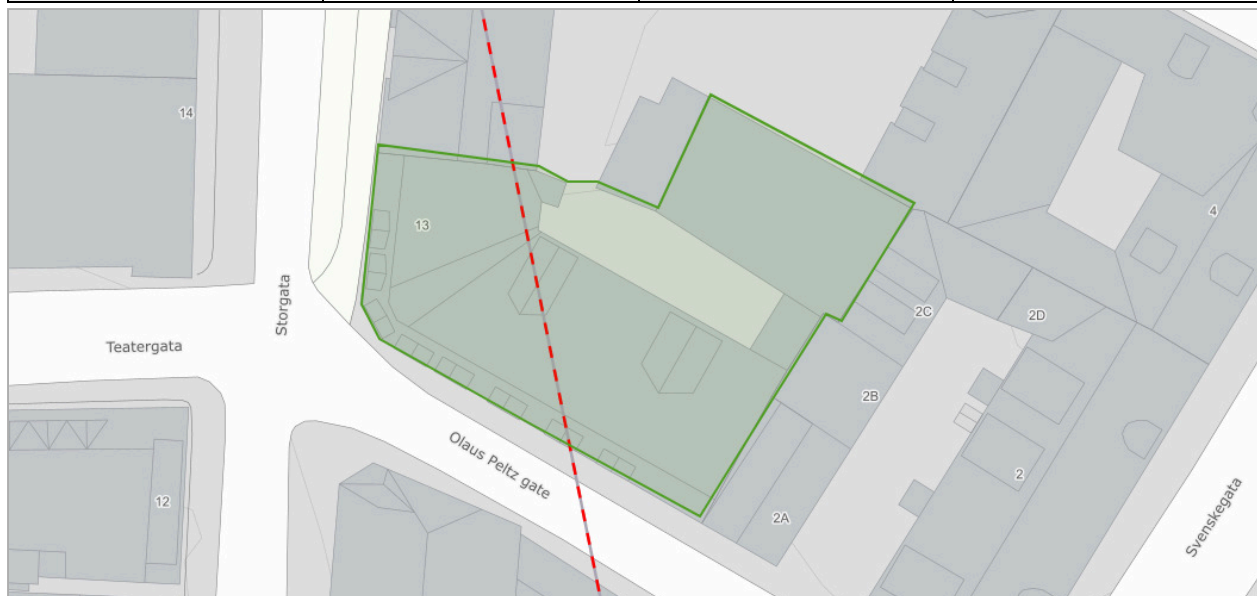 14
13
4
Storgata
2C
2D
Teatergata
2B
Olaus Peltz gate
12
2
2A
Svenskegata